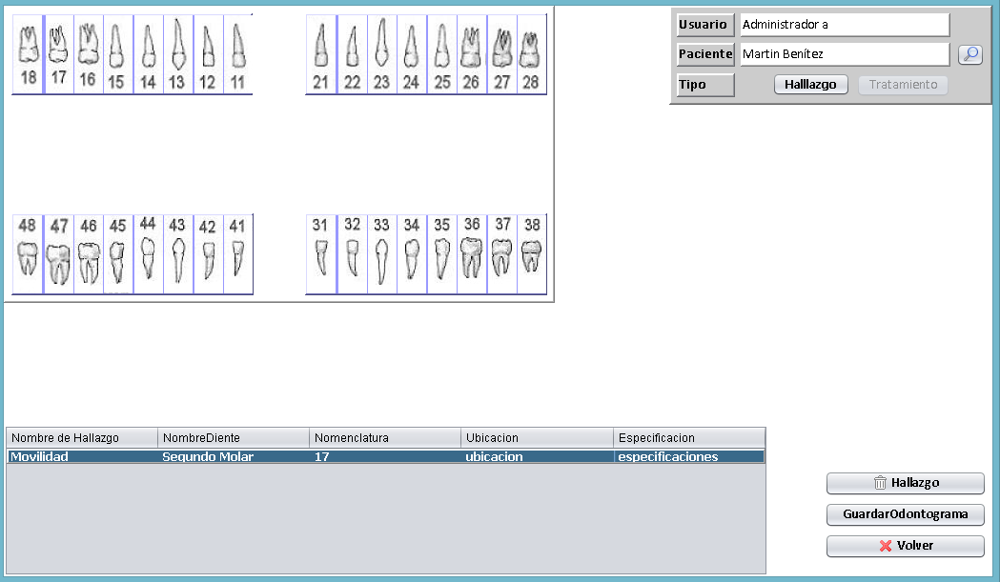 18 17 16 15 14 13 12 11 21 22 23 24 25 26 27 28
48 47 46 45 44 43 42 41 31 32 33 34 35 36 37 38
Usuario Administrador a
Paciente Martin Benítez
Tipo Halllazgo Tratamiento
Nombre de Hallazgo NombreDiente Nomenclatura Ubicacion Especificacion
Movilidad Segundo Molar 17 ubicacion especificaciones
Hallazgo
GuardarOdontograma
Volver